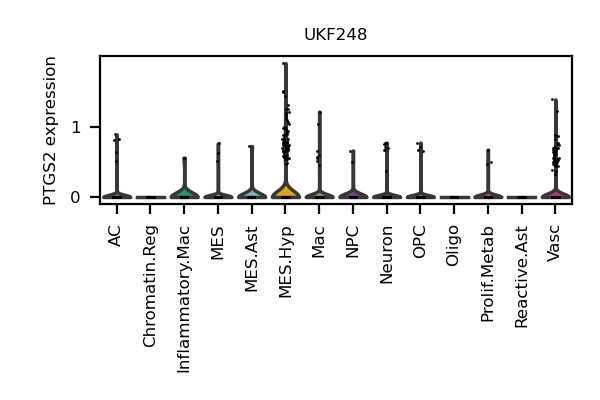 UKF248
PTGS2 expression
1
0
AC
Chromatin.Reg
Inflammatory.Mac
MES
MES.Ast
MES.Hyp
Mac
NPC
Neuron
OPC
Oligo
Prolif.Metab
Reactive.Ast
Vasc